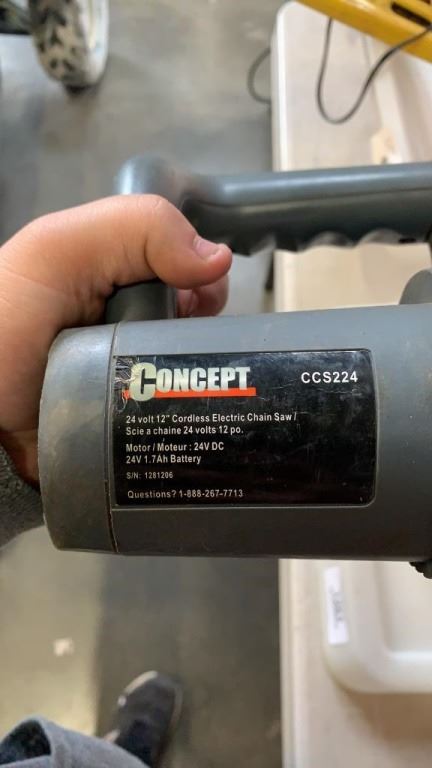 CONCEPT
CCS224
24 volt 12" Cordless Electric Chain Saw /
Scie a chaine 24 volts 12 po.
Motor / Moteur : 24V DC
24V 1.7Ah Battery
S/N: 1281206
Questions? 1-888-267-7713